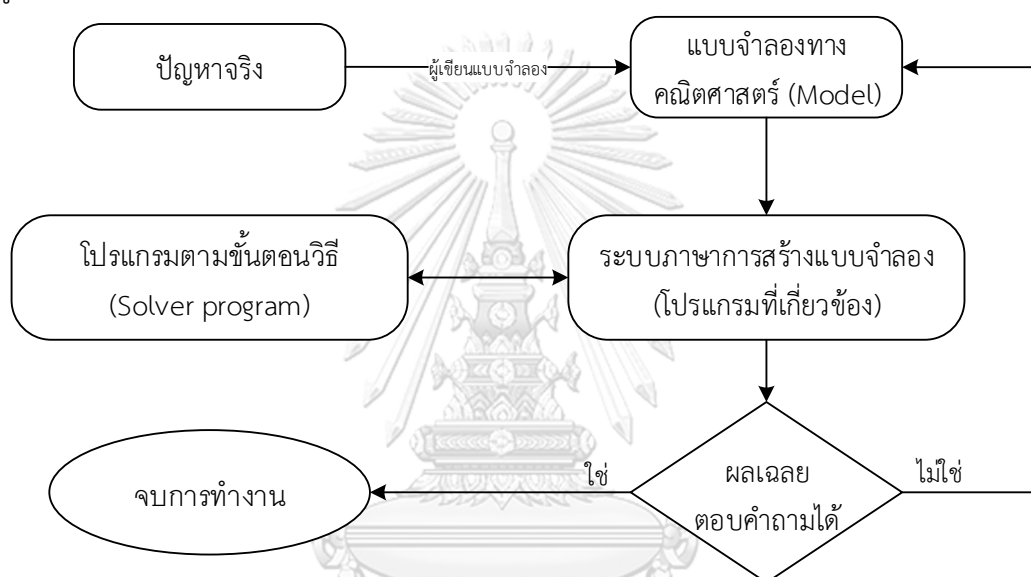 ปัญหาจริง
ผู้เขียนแบบจำลอง
แบบจำลองทาง
คณิตศาสตร์ (Model)
โปรแกรมตามขั้นตอนวิธี
(Solver program)
ระบบภาษาการสร้างแบบจำลอง
(โปรแกรมที่เกี่ยวข้อง)
จบการทำงาน
ใช่
ผลเฉลย
ตอบคำถามได้
ไม่ใช่